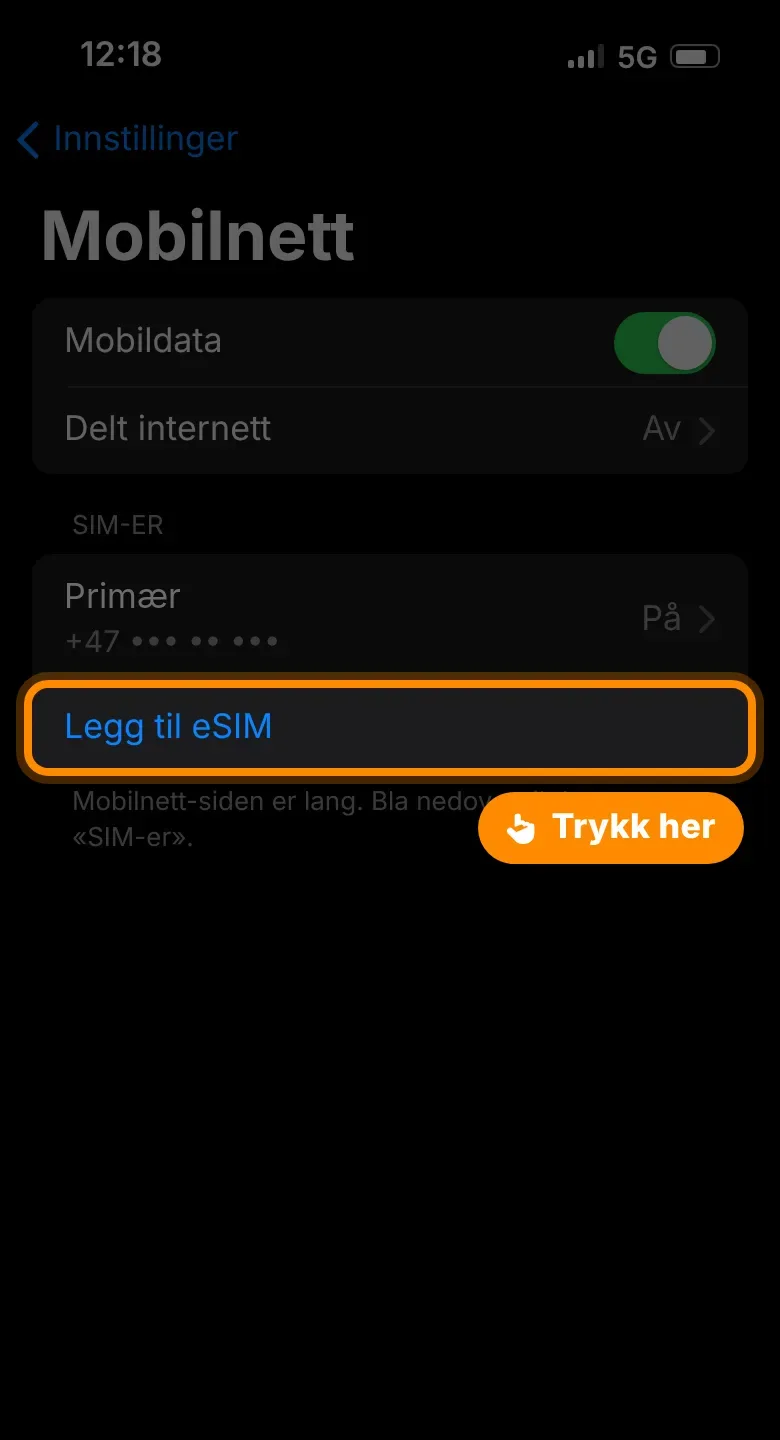 12:18
5G
Innstillinger
Mobilnett
Mobildata
Delt internett
Av
SIM-ER
Primær
+47 ••• •• •••
På
Legg til eSIM
Mobilnett-siden er lang. Bla
«SIM-er».
Trykk her